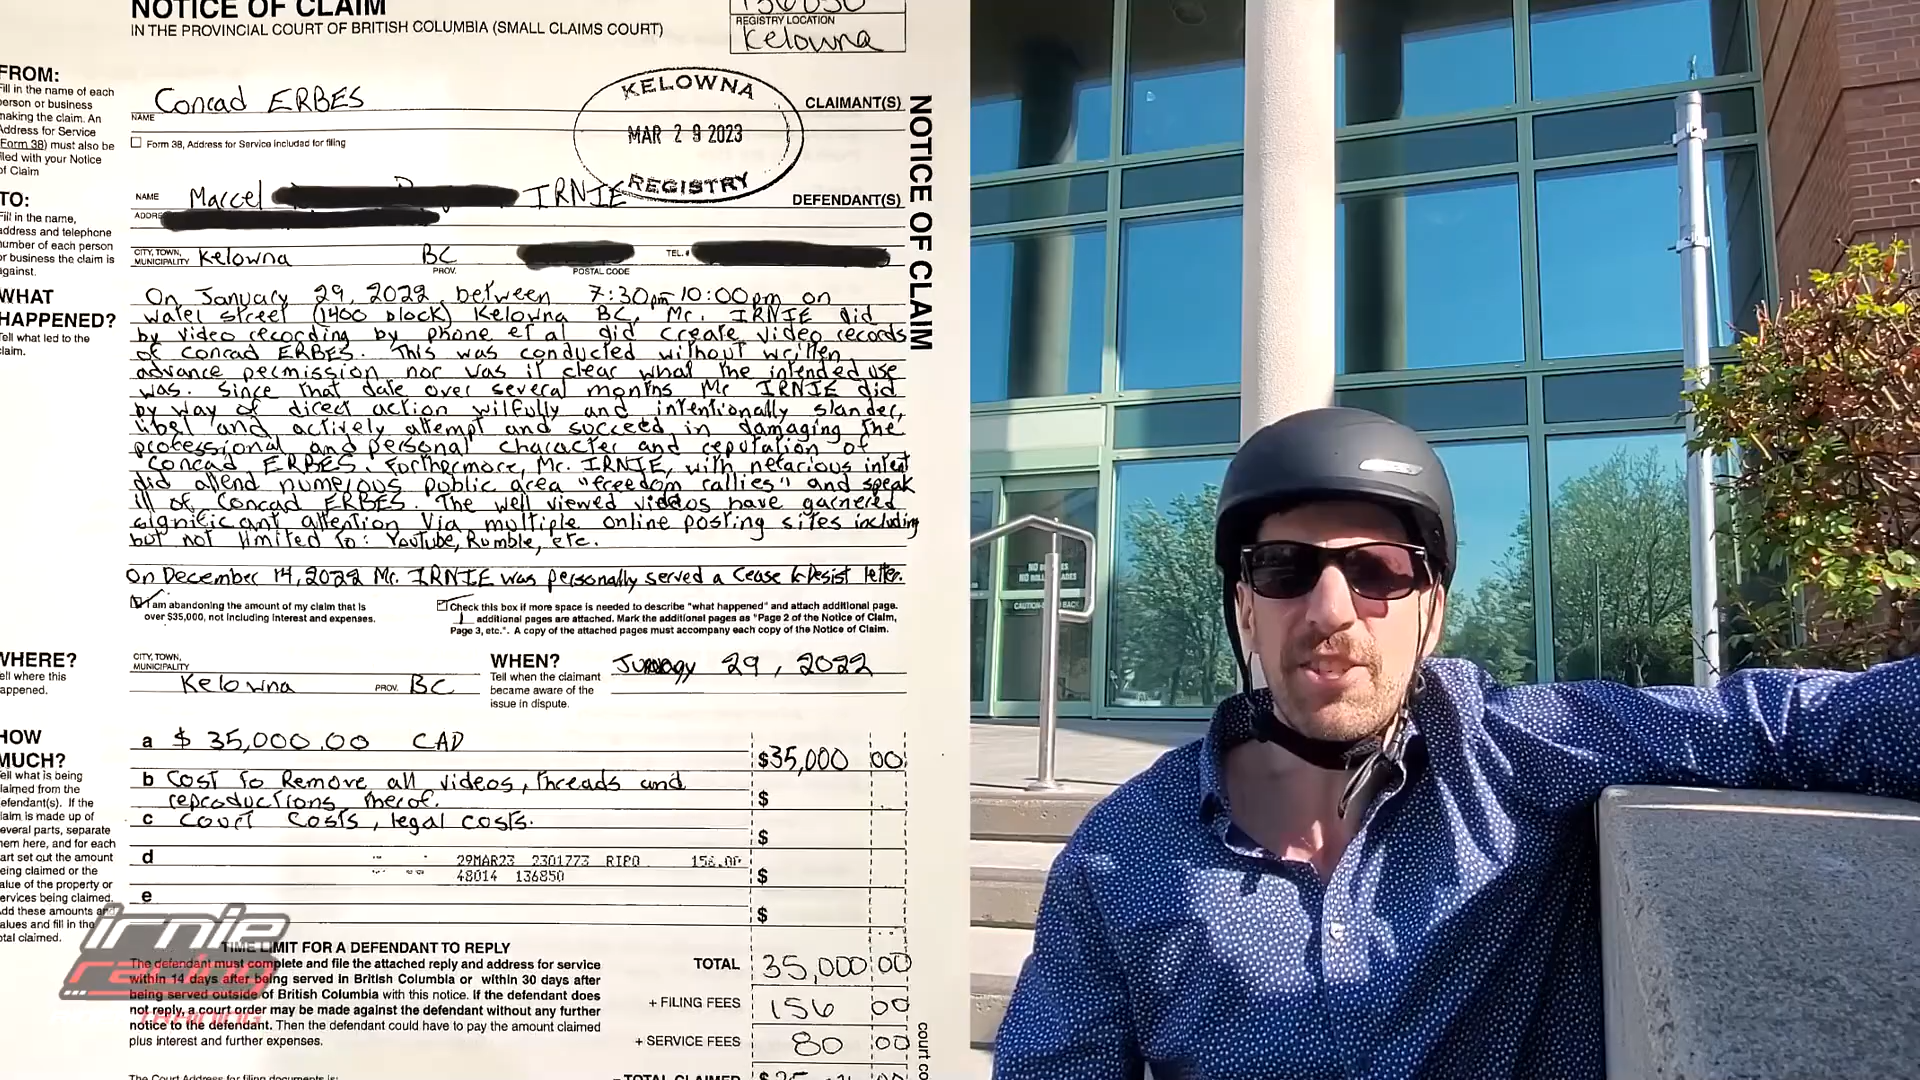 NOTICE OF CLAIM
IN THE PROVINCIAL COURT OF BRITISH COLUMBIA (SMALL CLAIMS COURT)
REGISTRY LOCATION
Kelowna
FROM:
Fill in the name of each
person or business
making the claim. An
Address for Service
(Form 38) must also be
filed with your Notice
of Claim
Conrad ERBES
NAME
CLAIMANT(S)
Form 38, Address for Service included for filing
KELOWNA
MAR 29 2023
REGISTRY
TO:
Fill in the name,
address and telephone
number of each person
or business the claim is
against.
NAME Marcel IRNIE
DEFENDANT(S)
ADDRE
CITY, TOWN,
MUNICIPALITY Kelowna BC TEL.#
PROV. POSTAL CODE
NOTICE OF CLAIM
WHAT
HAPPENED?
Tell what led to the
claim.
On January 29, 2022, between 7:30pm-10:00pm on
water street (1400 block) Kelowna BC, Mr. IRNIE did
by video recording by phone et al did create video records
of Conrad ERBES. This was conducted without written
advance permission nor was it clear what the intended use
was. Since that date over several months Mr IRNIE did
by way of direct action wilfully and intentionally slander,
libel and actively attempt and succeed in damaging the
professional and personal character and reputation of
Conrad ERBES. Furthermore, Mr. IRNIE, with nefarious intent
did attend numerous public area "freedom rallies" and speak
ill of Conrad ERBES. The well viewed videos have garnered
significant attention via multiple online posting sites including
but not limited to: YouTube, Rumble, etc.
On December 14, 2022 Mr. IRNIE was personally served a Cease & Desist letter.
I am abandoning the amount of my claim that is
over $35,000, not including interest and expenses.
Check this box if more space is needed to describe "what happened" and attach additional page.
1 additional pages are attached. Mark the additional pages as "Page 2 of the Notice of Claim,
Page 3, etc.". A copy of the attached pages must accompany each copy of the Notice of Claim.
WHERE?
Tell where this
happened.
CITY, TOWN,
MUNICIPALITY
Kelowna PROV. BC
WHEN?
Tell when the claimant
became aware of the
issue in dispute.
January 29, 2022
HOW
MUCH?
Tell what is being
claimed from the
defendant(s). If the
claim is made up of
several parts, separate
them here, and for each
part set out the amount
being claimed or the
value of the property or
services being claimed.
Add these amounts and
values and fill in the
total claimed.
a $35,000.00 CAD $35,000 00
b Cost to Remove all videos, threads and
reproductions therof. $
c Court Costs, legal costs. $
d 29MAR23 2301773 RIPO 156.00
48014 136850 $
e $
TIME LIMIT FOR A DEFENDANT TO REPLY
The defendant must complete and file the attached reply and address for service
within 14 days after being served in British Columbia or within 30 days after
being served outside of British Columbia with this notice. If the defendant does
not reply, a court order may be made against the defendant without any further
notice to the defendant. Then the defendant could have to pay the amount claimed
plus interest and further expenses.
TOTAL 35,000 00
+ FILING FEES 156 00
+ SERVICE FEES 80 00
court co
The Court Address for filing documents is:
TOTAL CLAIMED
irnie
racing
TRAINING
CAUTION